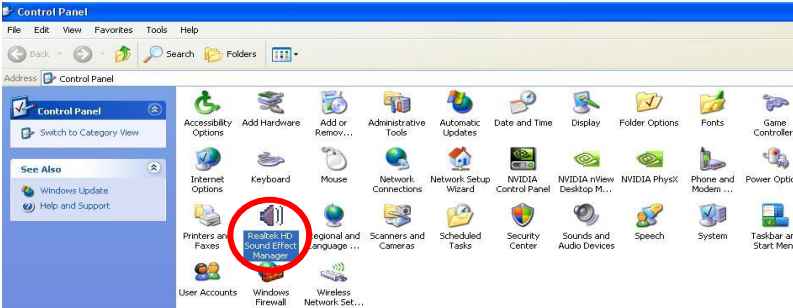 Control Panel
File Edit View Favorites Tools Help
Back Search Folders
Address Control Panel
Control Panel
Switch to Category View
See Also
Windows Update
Help and Support
Accessibility Options
Add Hardware
Add or Remov...
Administrative Tools
Automatic Updates
Date and Time
Display
Folder Options
Fonts
Game Controller
Internet Options
Keyboard
Mouse
Network Connections
Network Setup Wizard
NVIDIA Control Panel
NVIDIA nView Desktop M...
NVIDIA PhysX
Phone and Modem ...
Power Optio
Printers and Faxes
Realtek HD Sound Effect Manager
Regional and Language ...
Scanners and Cameras
Scheduled Tasks
Security Center
Sounds and Audio Devices
Speech
System
Taskbar ar
Start Men
User Accounts
Windows Firewall
Wireless Network Set...